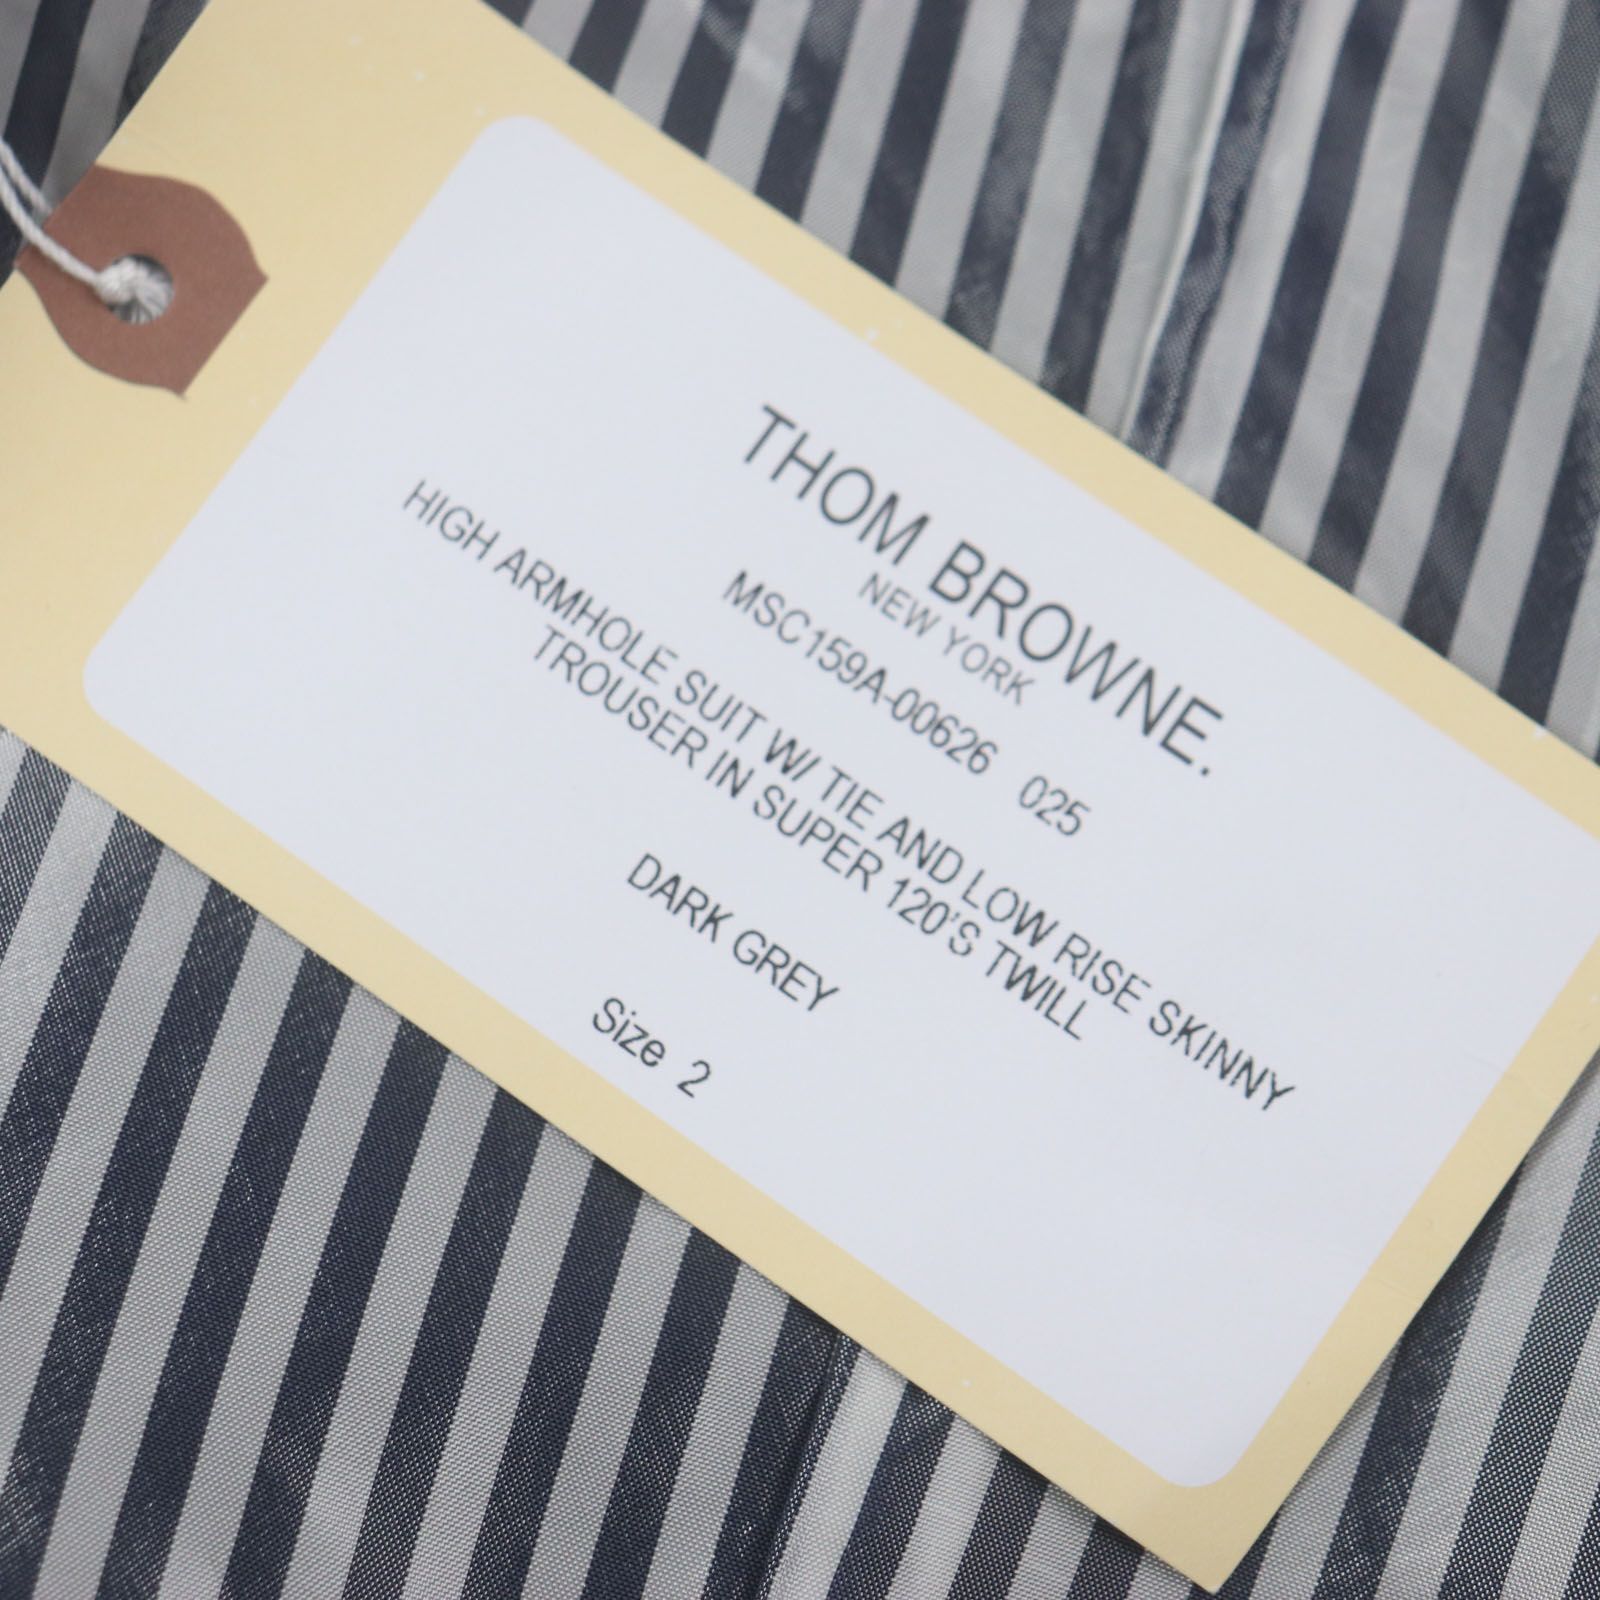 THOM BROWNE.
NEW YORK
MSC159A-00626 025
HIGH ARMHOLE SUIT W/ TIE AND LOW RISE SKINNY
TROUSER IN SUPER 120'S TWILL
DARK GREY
Size 2